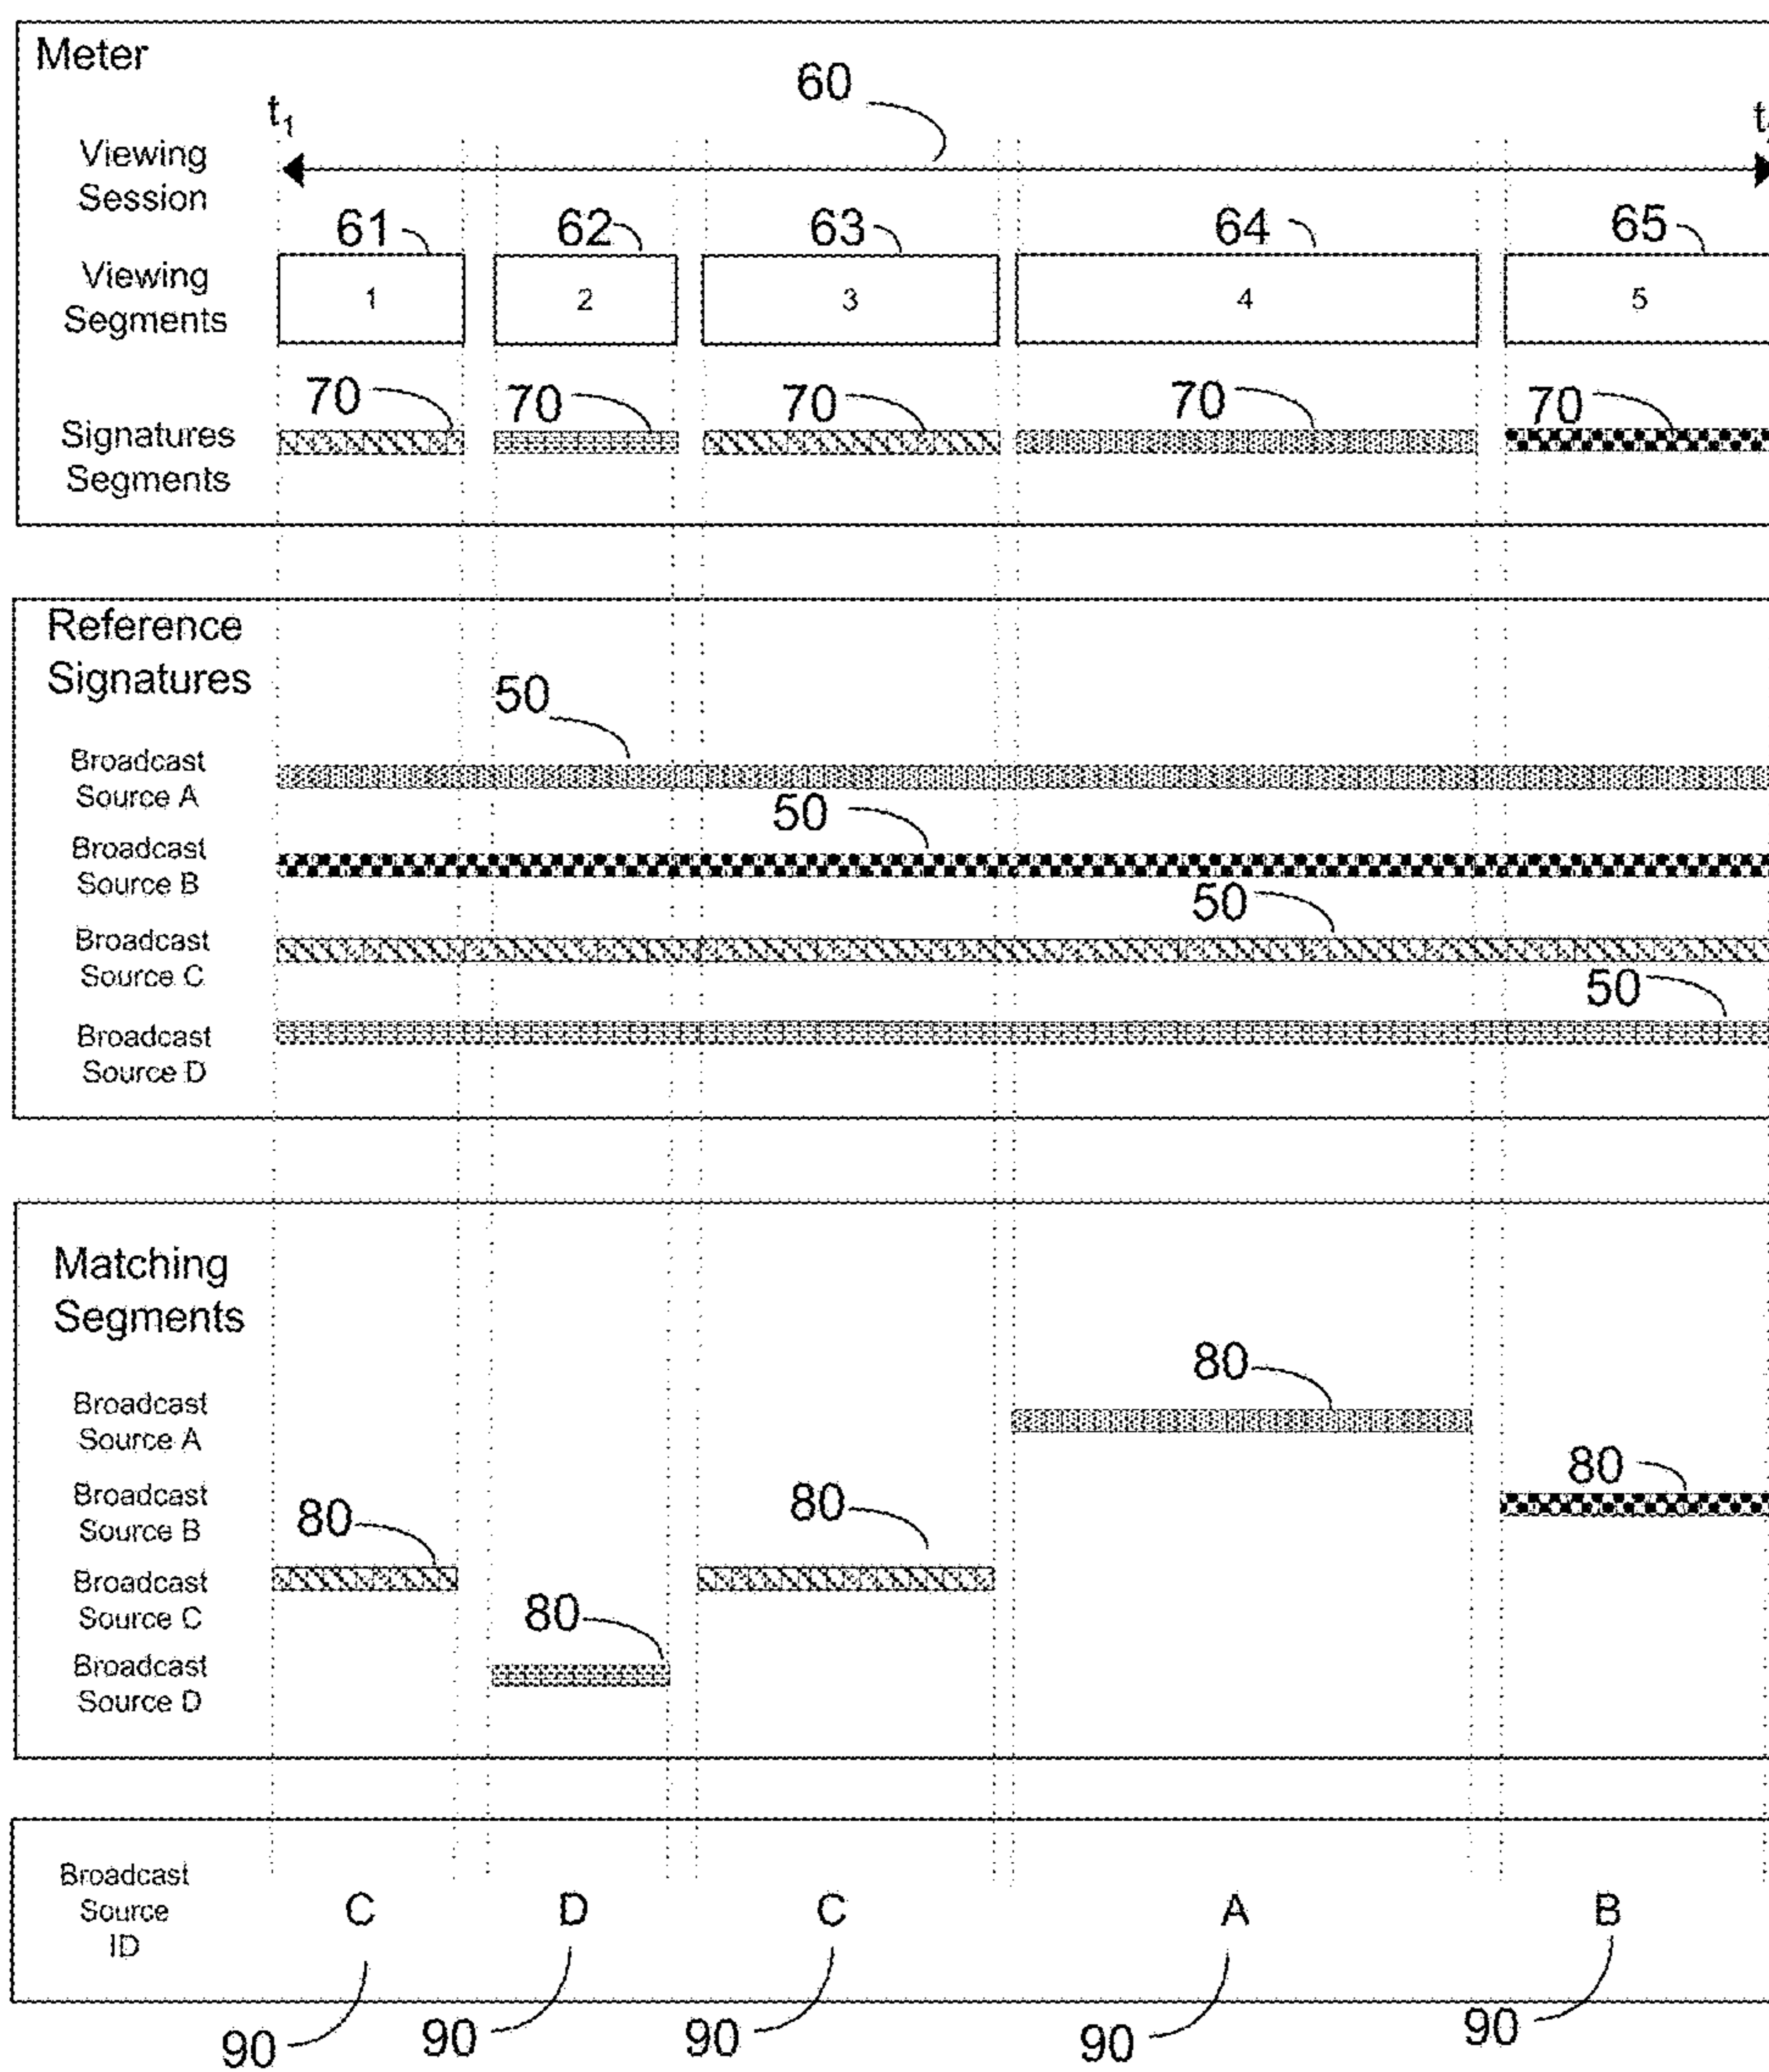 Meter
60
t1
Viewing
Session
61 62 63 64 65
Viewing
Segments
1 2 3 4 5
70 70 70 70 70
Signatures
Segments
Reference
Signatures
50
Broadcast
Source A
50
Broadcast
Source B
50
Broadcast
Source C
50
Broadcast
Source D
Matching
Segments
80
Broadcast
Source A
80
Broadcast
Source B
80 80
Broadcast
Source C
80
Broadcast
Source D
Broadcast
Source
ID
C D C A B
90 90 90 90 90